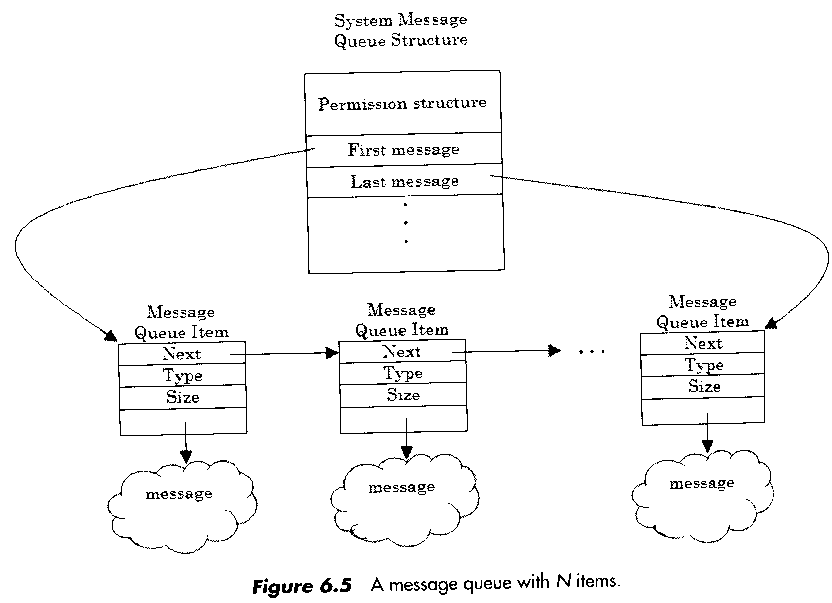 System Message
Queue Structure
Permission structure
First message
Last message
Message
Queue Item
Next
Type
Size
message
Message
Queue Item
Next
Type
Size
message
Message
Queue Item
Next
Type
Size
message
Figure 6.5 A message queue with N items.